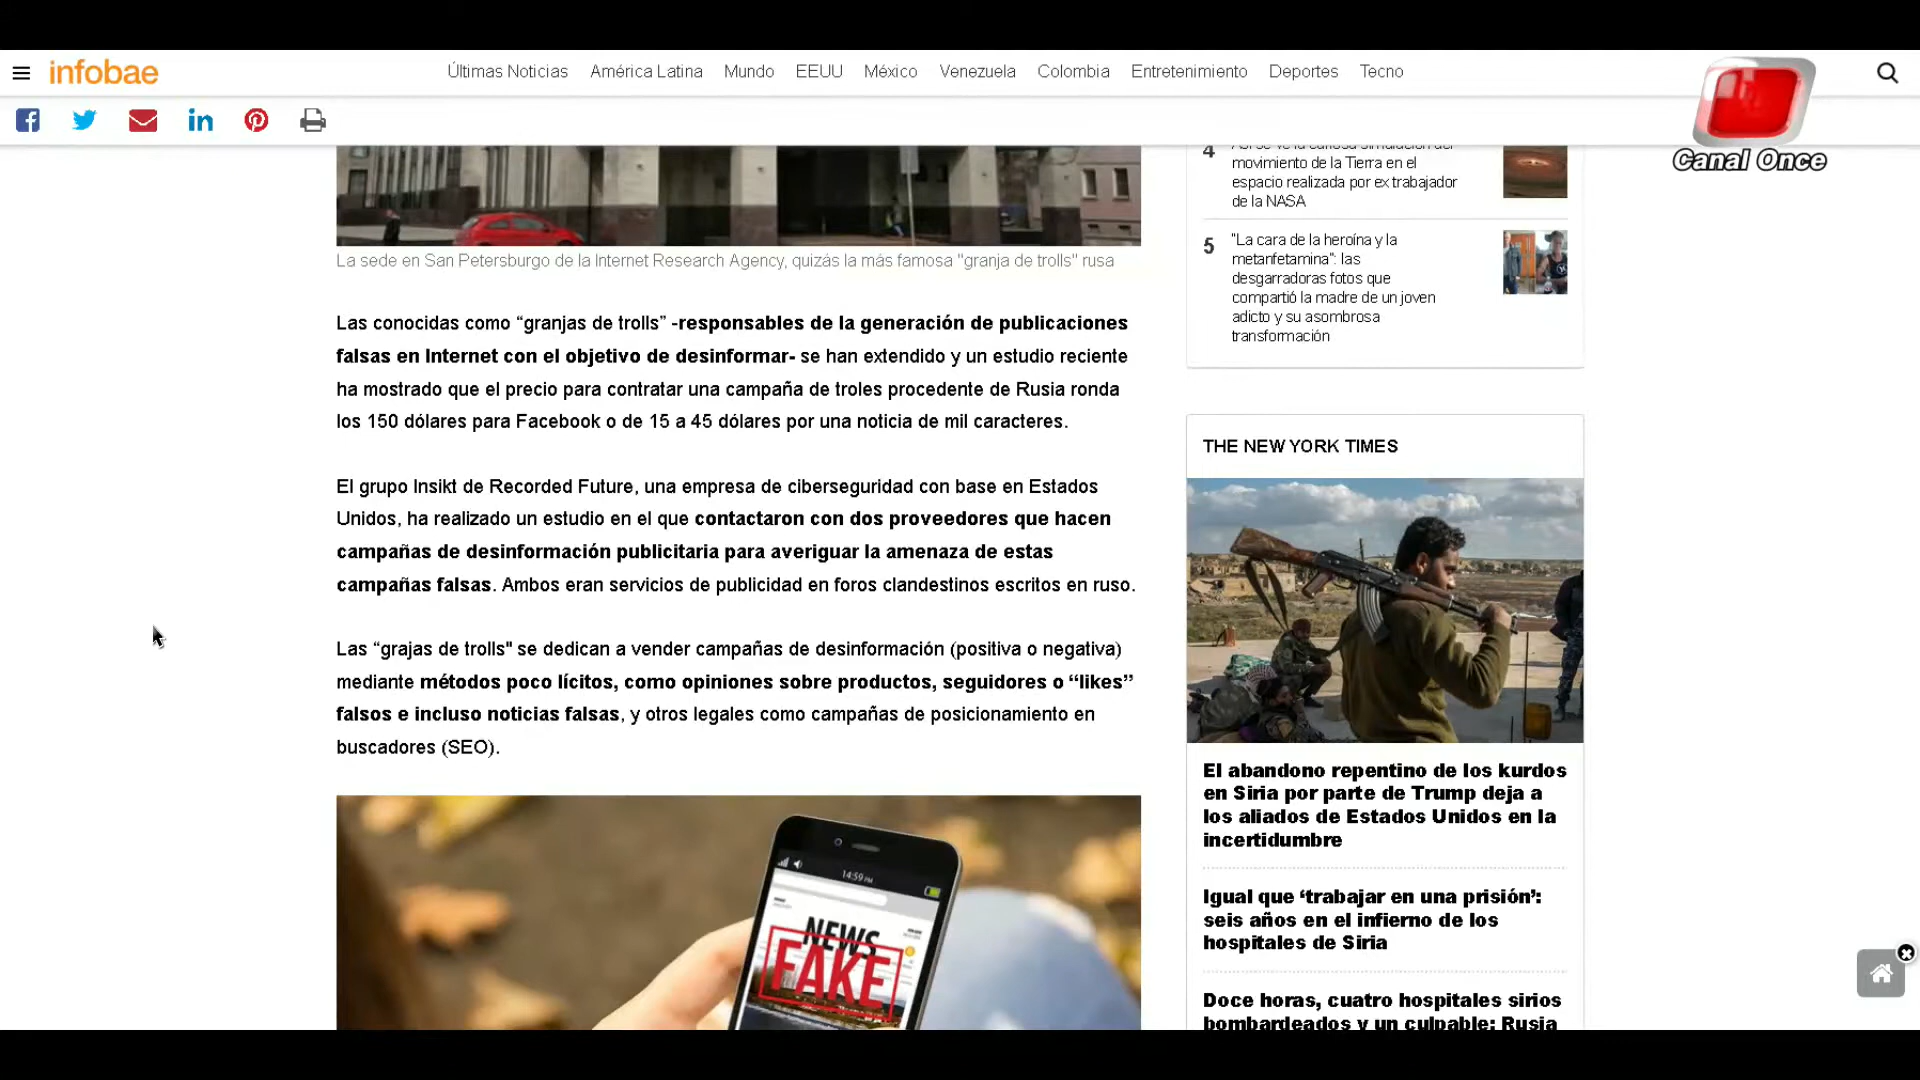 infobae
Últimas Noticias América Latina Mundo EEUU México Venezuela Colombia Entretenimiento Deportes Tecno
Canal Once
La sede en San Petersburgo de la Internet Research Agency, quizás la más famosa "granja de trolls" rusa
Las conocidas como “granjas de trolls” -responsables de la generación de publicaciones
falsas en Internet con el objetivo de desinformar- se han extendido y un estudio reciente
ha mostrado que el precio para contratar una campaña de troles procedente de Rusia ronda
los 150 dólares para Facebook o de 15 a 45 dólares por una noticia de mil caracteres.
El grupo Insikt de Recorded Future, una empresa de ciberseguridad con base en Estados
Unidos, ha realizado un estudio en el que contactaron con dos proveedores que hacen
campañas de desinformación publicitaria para averiguar la amenaza de estas
campañas falsas. Ambos eran servicios de publicidad en foros clandestinos escritos en ruso.
Las “grajas de trolls" se dedican a vender campañas de desinformación (positiva o negativa)
mediante métodos poco lícitos, como opiniones sobre productos, seguidores o “likes”
falsos e incluso noticias falsas, y otros legales como campañas de posicionamiento en
buscadores (SEO).
14:59 PM
NEWS
FAKE
4 Así se ve la curiosa simulación del
movimiento de la Tierra en el
espacio realizada por ex trabajador
de la NASA
5 "La cara de la heroína y la
metanfetamina": las
desgarradoras fotos que
compartió la madre de un joven
adicto y su asombrosa
transformación
THE NEW YORK TIMES
El abandono repentino de los kurdos
en Siria por parte de Trump deja a
los aliados de Estados Unidos en la
incertidumbre
Igual que ‘trabajar en una prisión’:
seis años en el infierno de los
hospitales de Siria
Doce horas, cuatro hospitales sirios
bombardeados y un culpable: Rusia